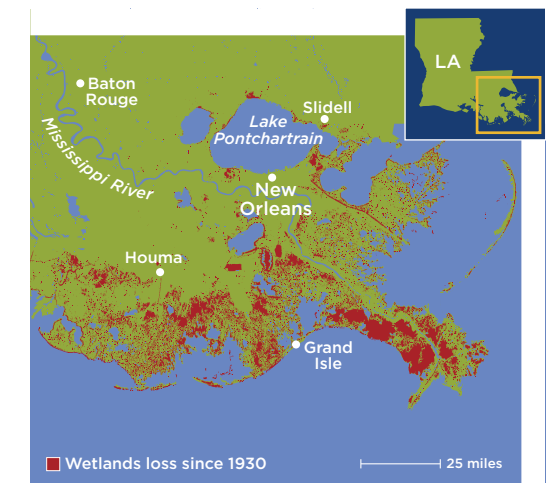 LA
Baton
Rouge
Slidell
Lake
Pontchartrain
Mississippi River
New
Orleans
Houma
Grand
Isle
Wetlands loss since 1930
25 miles